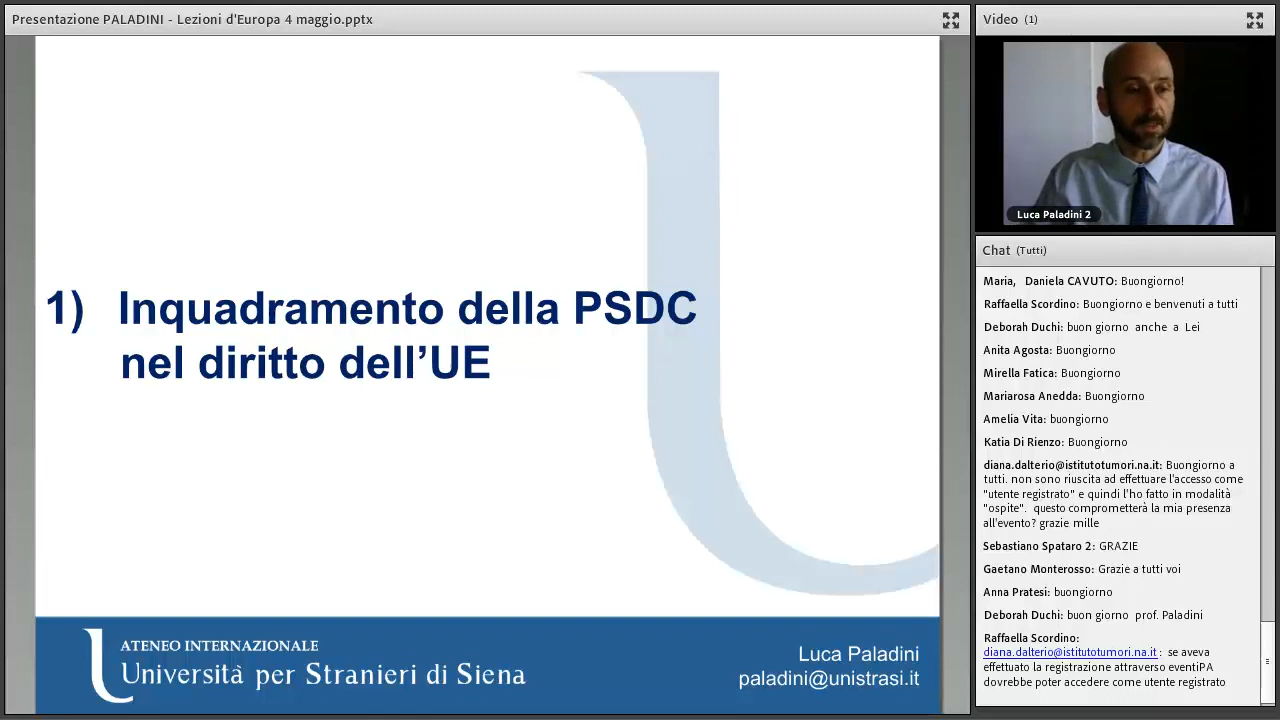 Presentazione PALADINI - Lezioni d'Europa 4 maggio.pptx
1) Inquadramento della PSDC
nel diritto dell’UE
ATENEO INTERNAZIONALE
Università per Stranieri di Siena
Luca Paladini
paladini@unistrasi.it
Video (1)
Luca Paladini 2
Chat (Tutti)
Maria, Daniela CAVUTO: Buongiorno!
Raffaella Scordino: Buongiorno e benvenuti a tutti
Deborah Duchi: buon giorno anche a Lei
Anita Agosta: Buongiorno
Mirella Fatica: Buongiorno
Mariarosa Anedda: Buongiorno
Amelia Vita: buongiorno
Katia Di Rienzo: Buongiorno
diana.dalterio@istitutotumori.na.it: Buongiorno a
tutti. non sono riuscita ad effettuare l'accesso come
"utente registrato" e quindi l'ho fatto in modalità
"ospite". questo comprometterà la mia presenza
all'evento? grazie mille
Sebastiano Spataro 2: GRAZIE
Gaetano Monterosso: Grazie a tutti voi
Anna Pratesi: buongiorno
Deborah Duchi: buon giorno prof. Paladini
Raffaella Scordino:
diana.dalterio@istitutotumori.na.it : se aveva
effettuato la registrazione attraverso eventiPA
dovrebbe poter accedere come utente registrato